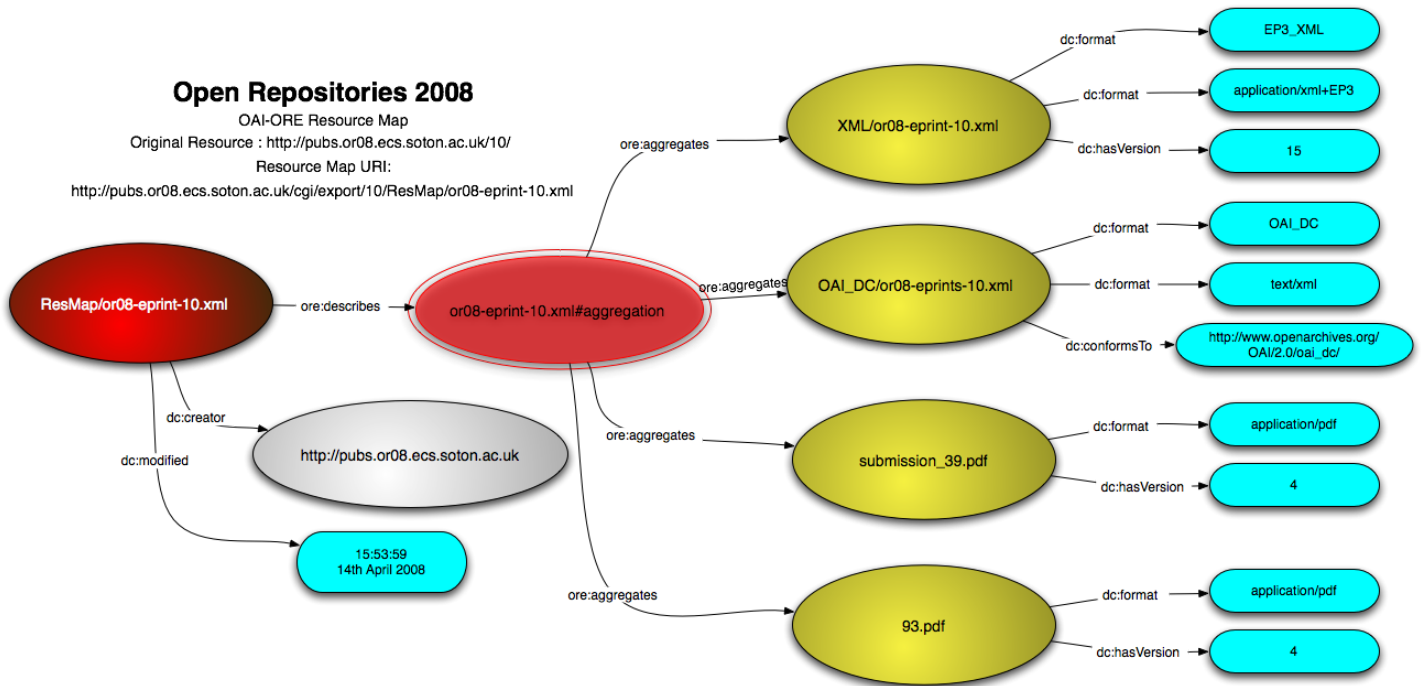 Open Repositories 2008
OAI-ORE Resource Map
Original Resource : http://pubs.or08.ecs.soton.ac.uk/10/
Resource Map URI:
http://pubs.or08.ecs.soton.ac.uk/cgi/export/10/ResMap/or08-eprint-10.xml
ResMap/or08-eprint-10.xml
ore:describes
or08-eprint-10.xml#aggregation
dc:creator
http://pubs.or08.ecs.soton.ac.uk
dc:modified
15:53:59
14th April 2008
ore:aggregates
XML/or08-eprint-10.xml
dc:format
EP3_XML
dc:format
application/xml+EP3
dc:hasVersion
15
ore:aggregates
OAI_DC/or08-eprints-10.xml
dc:format
OAI_DC
dc:format
text/xml
dc:conformsTo
http://www.openarchives.org/
OAI/2.0/oai_dc/
ore:aggregates
submission_39.pdf
dc:format
application/pdf
dc:hasVersion
4
ore:aggregates
93.pdf
dc:format
application/pdf
dc:hasVersion
4